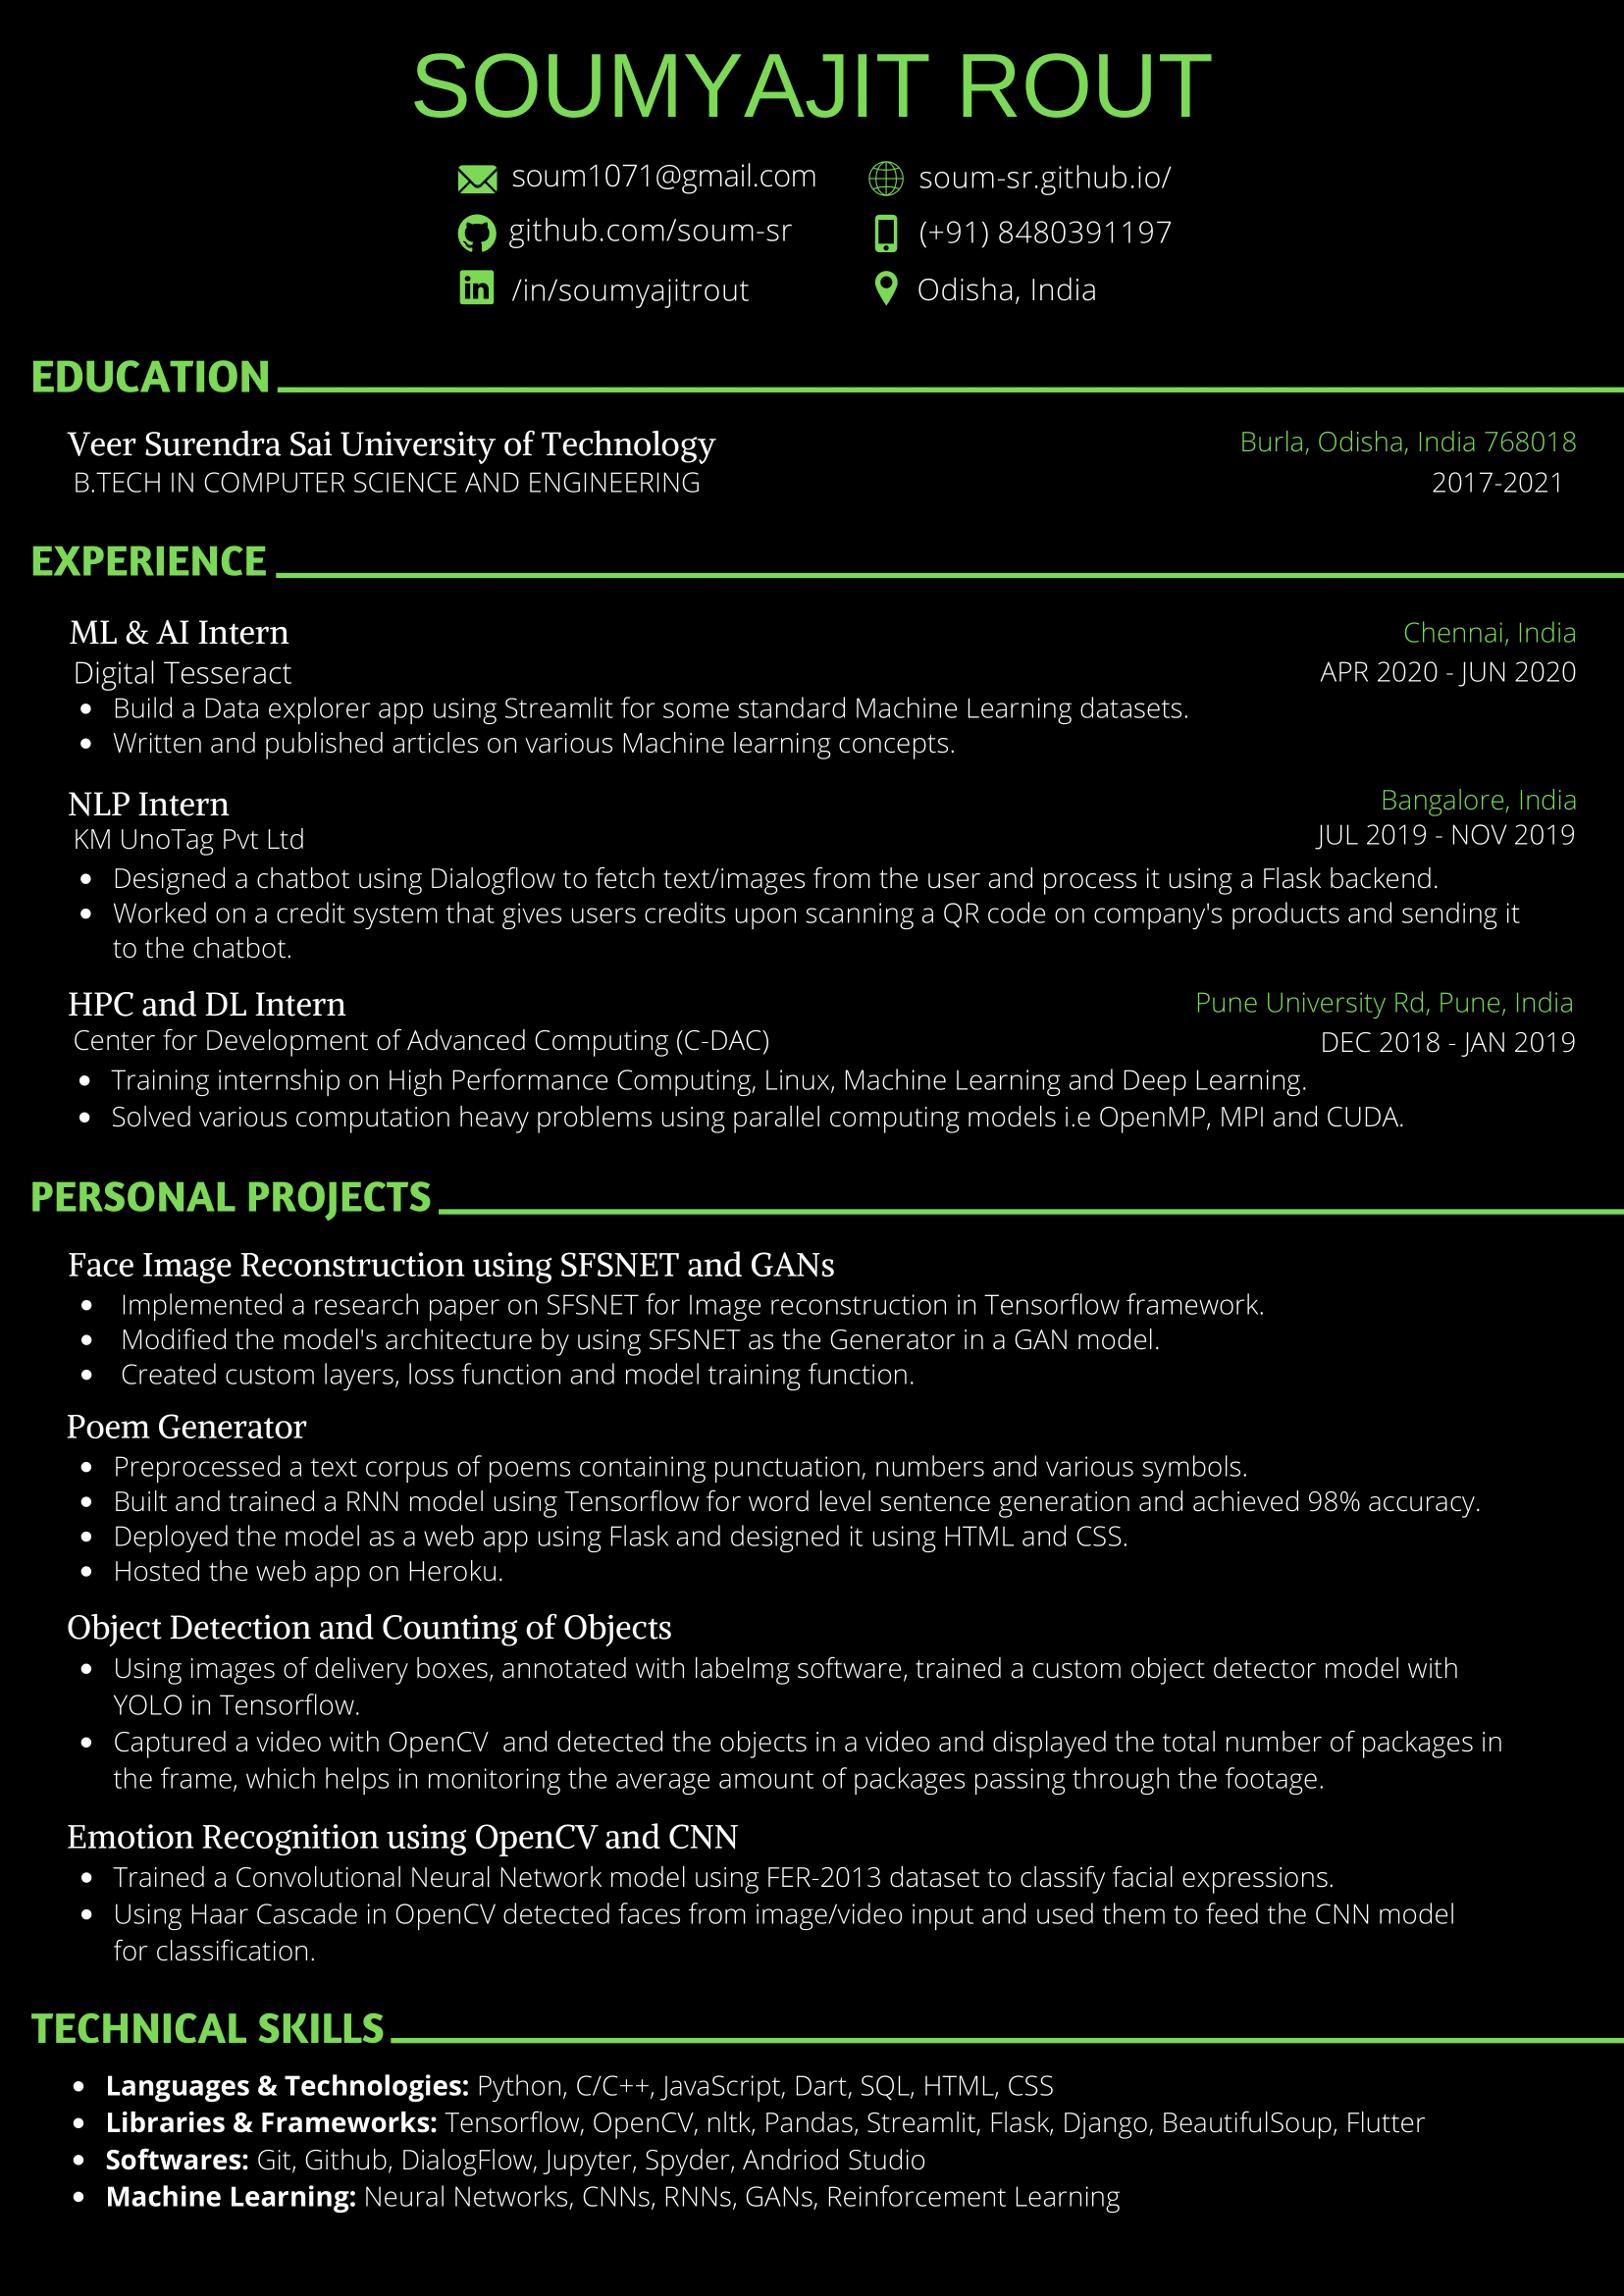 SOUMYAJIT ROUT
soum1071@gmail.com
soum-sr.github.io/
github.com/soum-sr
(+91) 8480391197
/in/soumyajitrout
Odisha, India
EDUCATION
Veer Surendra Sai University of Technology
Burla, Odisha, India 768018
B.TECH IN COMPUTER SCIENCE AND ENGINEERING
2017-2021
EXPERIENCE
ML & AI Intern
Chennai, India
Digital Tesseract
APR 2020 - JUN 2020
• Build a Data explorer app using Streamlit for some standard Machine Learning datasets.
• Written and published articles on various Machine learning concepts.
NLP Intern
Bangalore, India
KM UnoTag Pvt Ltd
JUL 2019 - NOV 2019
• Designed a chatbot using Dialogflow to fetch text/images from the user and process it using a Flask backend.
• Worked on a credit system that gives users credits upon scanning a QR code on company's products and sending it
to the chatbot.
HPC and DL Intern
Pune University Rd, Pune, India
Center for Development of Advanced Computing (C-DAC)
DEC 2018 - JAN 2019
• Training internship on High Performance Computing, Linux, Machine Learning and Deep Learning.
• Solved various computation heavy problems using parallel computing models i.e OpenMP, MPI and CUDA.
PERSONAL PROJECTS
Face Image Reconstruction using SFSNET and GANs
• Implemented a research paper on SFSNET for Image reconstruction in Tensorflow framework.
• Modified the model's architecture by using SFSNET as the Generator in a GAN model.
• Created custom layers, loss function and model training function.
Poem Generator
• Preprocessed a text corpus of poems containing punctuation, numbers and various symbols.
• Built and trained a RNN model using Tensorflow for word level sentence generation and achieved 98% accuracy.
• Deployed the model as a web app using Flask and designed it using HTML and CSS.
• Hosted the web app on Heroku.
Object Detection and Counting of Objects
• Using images of delivery boxes, annotated with labelmg software, trained a custom object detector model with
YOLO in Tensorflow.
• Captured a video with OpenCV and detected the objects in a video and displayed the total number of packages in
the frame, which helps in monitoring the average amount of packages passing through the footage.
Emotion Recognition using OpenCV and CNN
• Trained a Convolutional Neural Network model using FER-2013 dataset to classify facial expressions.
• Using Haar Cascade in OpenCV detected faces from image/video input and used them to feed the CNN model
for classification.
TECHNICAL SKILLS
• Languages & Technologies: Python, C/C++, JavaScript, Dart, SQL, HTML, CSS
• Libraries & Frameworks: Tensorflow, OpenCV, nltk, Pandas, Streamlit, Flask, Django, BeautifulSoup, Flutter
• Softwares: Git, Github, DialogFlow, Jupyter, Spyder, Andriod Studio
• Machine Learning: Neural Networks, CNNs, RNNs, GANs, Reinforcement Learning